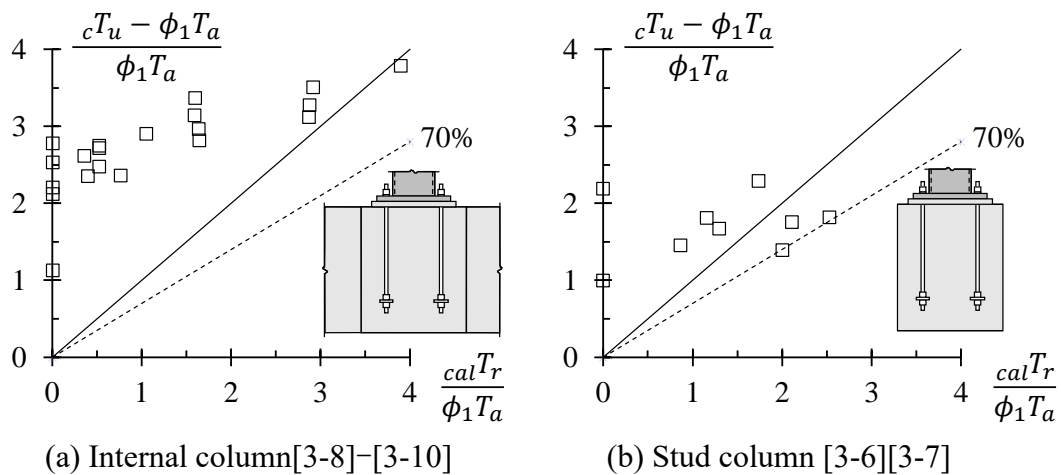 cTu − ϕ1Ta
ϕ1Ta
4
3
2
1
0
70%
0 1 2 3 4
calTr
ϕ1Ta
(a) Internal column[3-8]−[3-10]
cTu − ϕ1Ta
ϕ1Ta
4
3
2
1
0
70%
0 1 2 3 4
calTr
ϕ1Ta
(b) Stud column [3-6][3-7]